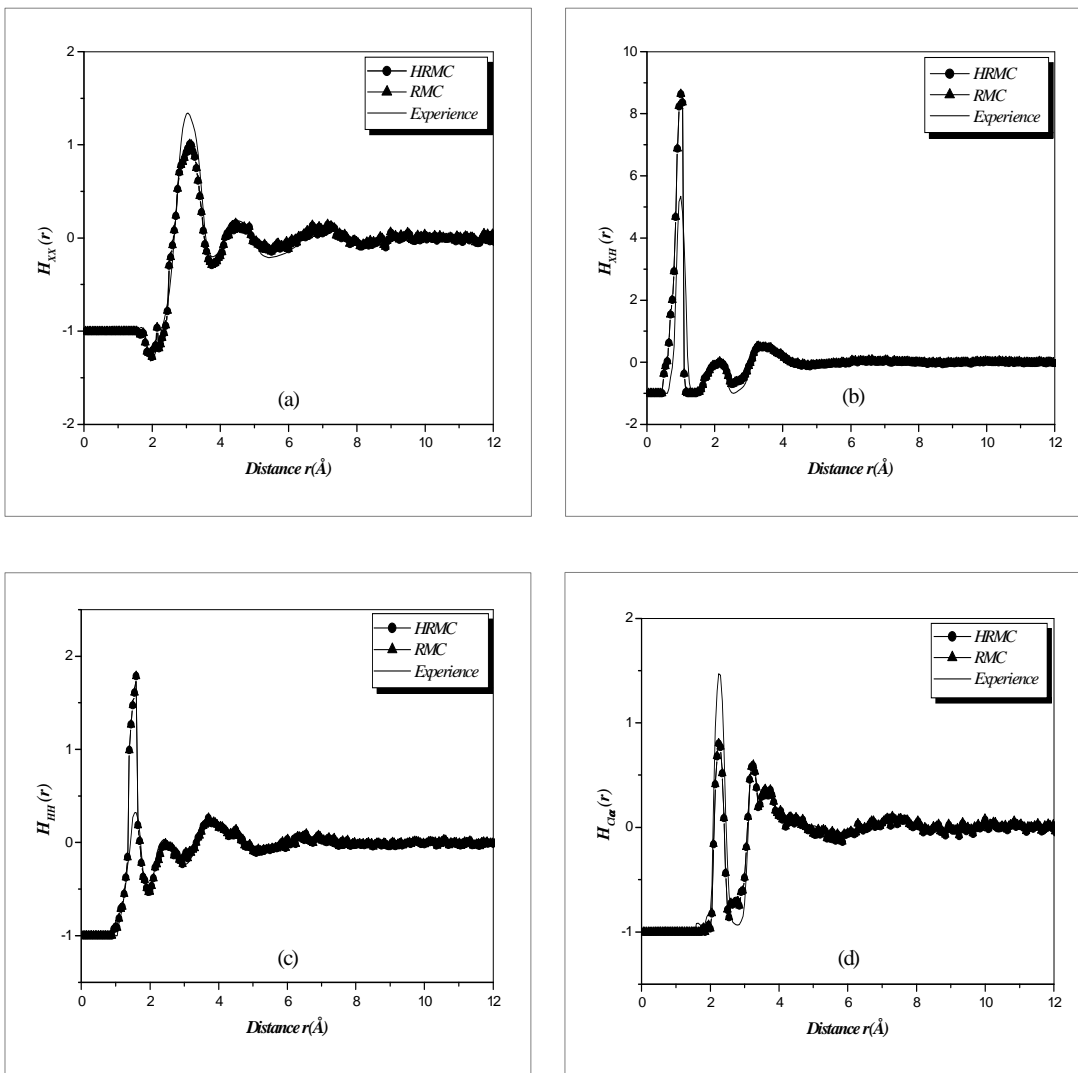 2
1
0
-1
-2
H_XX (r)
HRMC
RMC
Experience
(a)
0 2 4 6 8 10 12
Distance r(Å)
10
8
6
4
2
0
-2
H_XH (r)
HRMC
RMC
Experience
(b)
0 2 4 6 8 10 12
Distance r(Å)
2
1
0
-1
H_HH (r)
HRMC
RMC
Experience
(c)
0 2 4 6 8 10 12
Distance r(Å)
2
1
0
-1
(r)
HRMC
RMC
Experience
(d)
0 2 4 6 8 10 12
Distance r(Å)